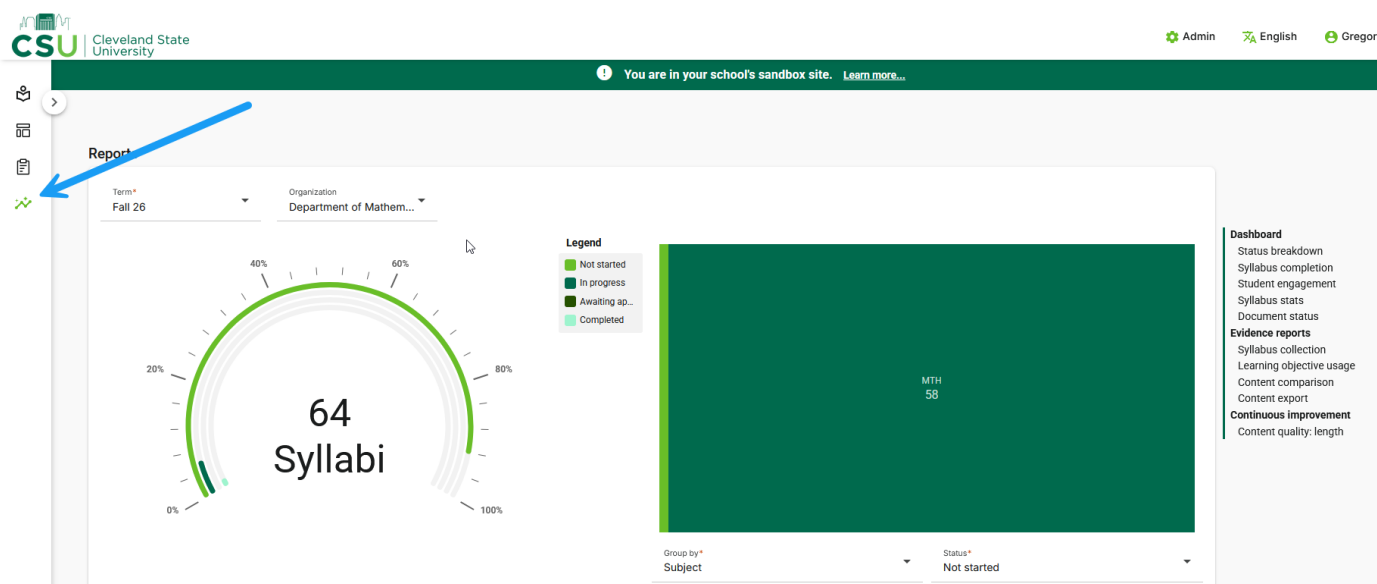 CSU
Cleveland State
University
Admin
English
Gregor
You are in your school's sandbox site. Learn more...
Report
Term*
Fall 26
Organization
Department of Mathem...
Legend
Not started
In progress
Awaiting ap...
Completed
0%
20%
40%
60%
80%
100%
64
Syllabi
MTH
58
Group by*
Subject
Status*
Not started
Dashboard
Status breakdown
Syllabus completion
Student engagement
Syllabus stats
Document status
Evidence reports
Syllabus collection
Learning objective usage
Content comparison
Content export
Continuous improvement
Content quality: length